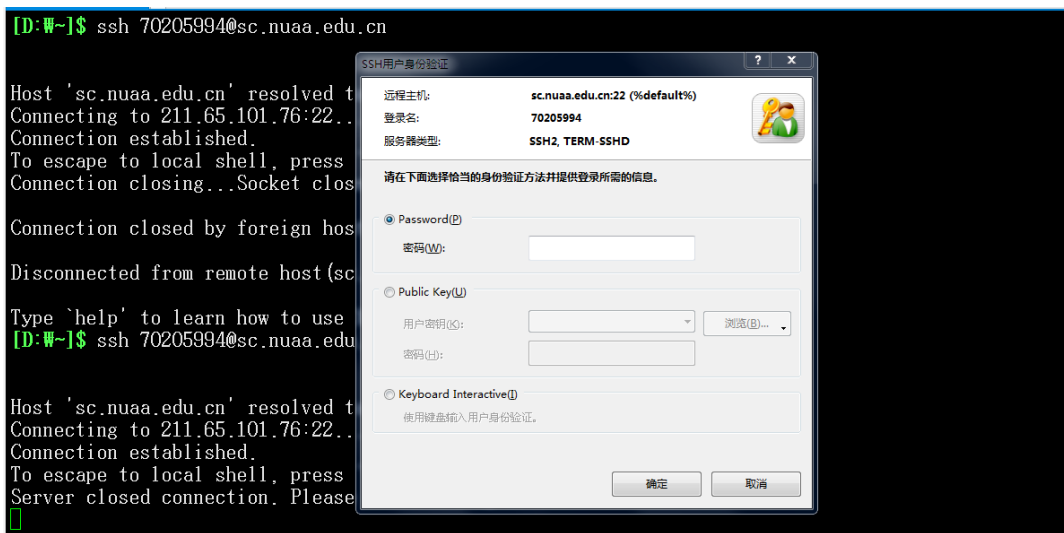 [D:₩~]$ ssh 70205994@sc.nuaa.edu.cn
Host 'sc.nuaa.edu.cn' resolved t
Connecting to 211.65.101.76:22..
Connection established.
To escape to local shell, press
Connection closing...Socket clos
Connection closed by foreign hos
Disconnected from remote host(sc
Type `help' to learn how to use
[D:₩~]$ ssh 70205994@sc.nuaa.edu
Host 'sc.nuaa.edu.cn' resolved t
Connecting to 211.65.101.76:22..
Connection established.
To escape to local shell, press
Server closed connection. Please
SSH用户身份验证
? x
远程主机: sc.nuaa.edu.cn:22 (%default%)
登录名: 70205994
服务器类型: SSH2, TERM-SSHD
请在下面选择恰当的身份验证方法并提供登录所需的信息。
Password(P)
密码(W):
Public Key(U)
用户密钥(K): 浏览(B)...
密码(H):
Keyboard Interactive(I)
使用键盘输入用户身份验证。
确定 取消